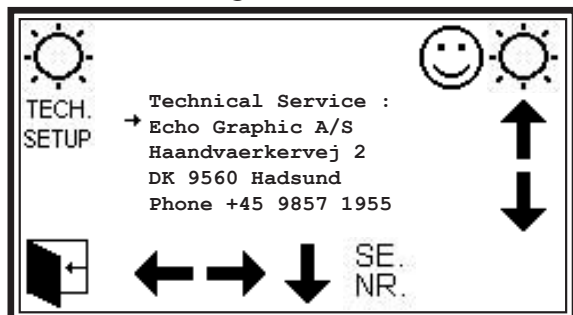 TECH.
SETUP
Technical Service :
Echo Graphic A/S
Haandvaerkervej 2
DK 9560 Hadsund
Phone +45 9857 1955
SE.
NR.